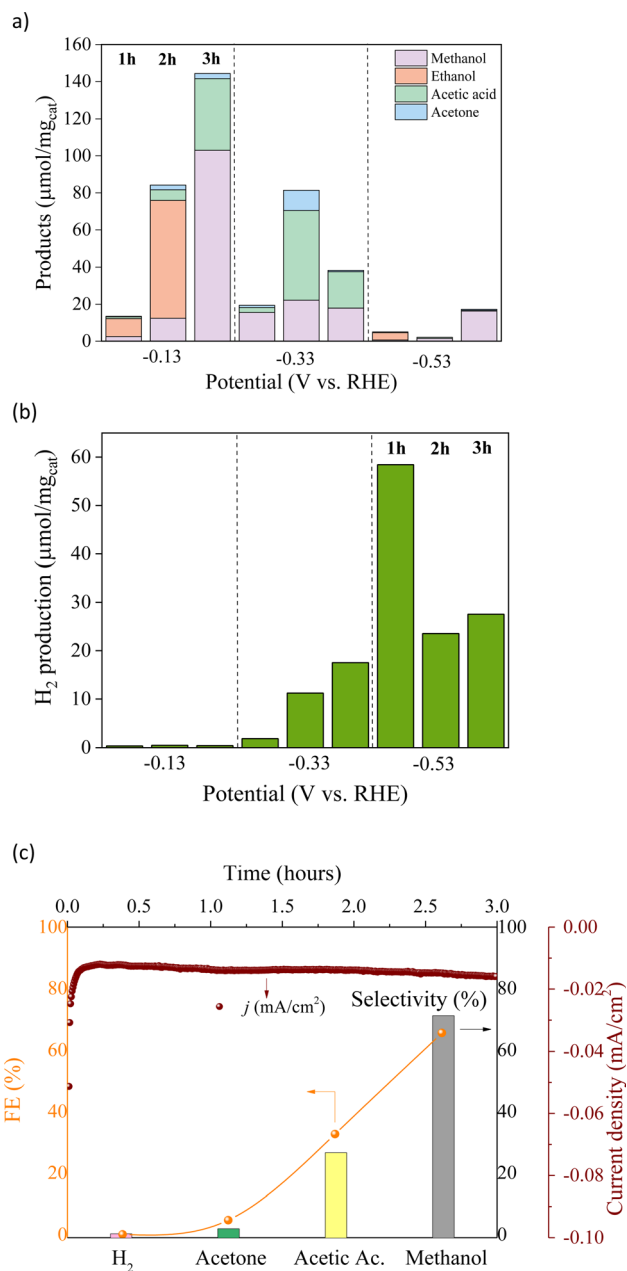 a)
160
140
120
100
80
60
40
20
0
Products (μmol/mgcat)
1h 2h 3h
Methanol
Ethanol
Acetic acid
Acetone
-0.13 -0.33 -0.53
Potential (V vs. RHE)
(b)
60
50
40
30
20
10
0
H2 production (μmol/mgcat)
1h 2h 3h
-0.13 -0.33 -0.53
Potential (V vs. RHE)
(c)
Time (hours)
0.0 0.5 1.0 1.5 2.0 2.5 3.0
100
80
60
40
20
0
FE (%)
j (mA/cm2)
Selectivity (%)
100
80
60
40
20
0
0.00
-0.02
-0.04
-0.06
-0.08
-0.10
Current density (mA/cm2)
H2 Acetone Acetic Ac. Methanol